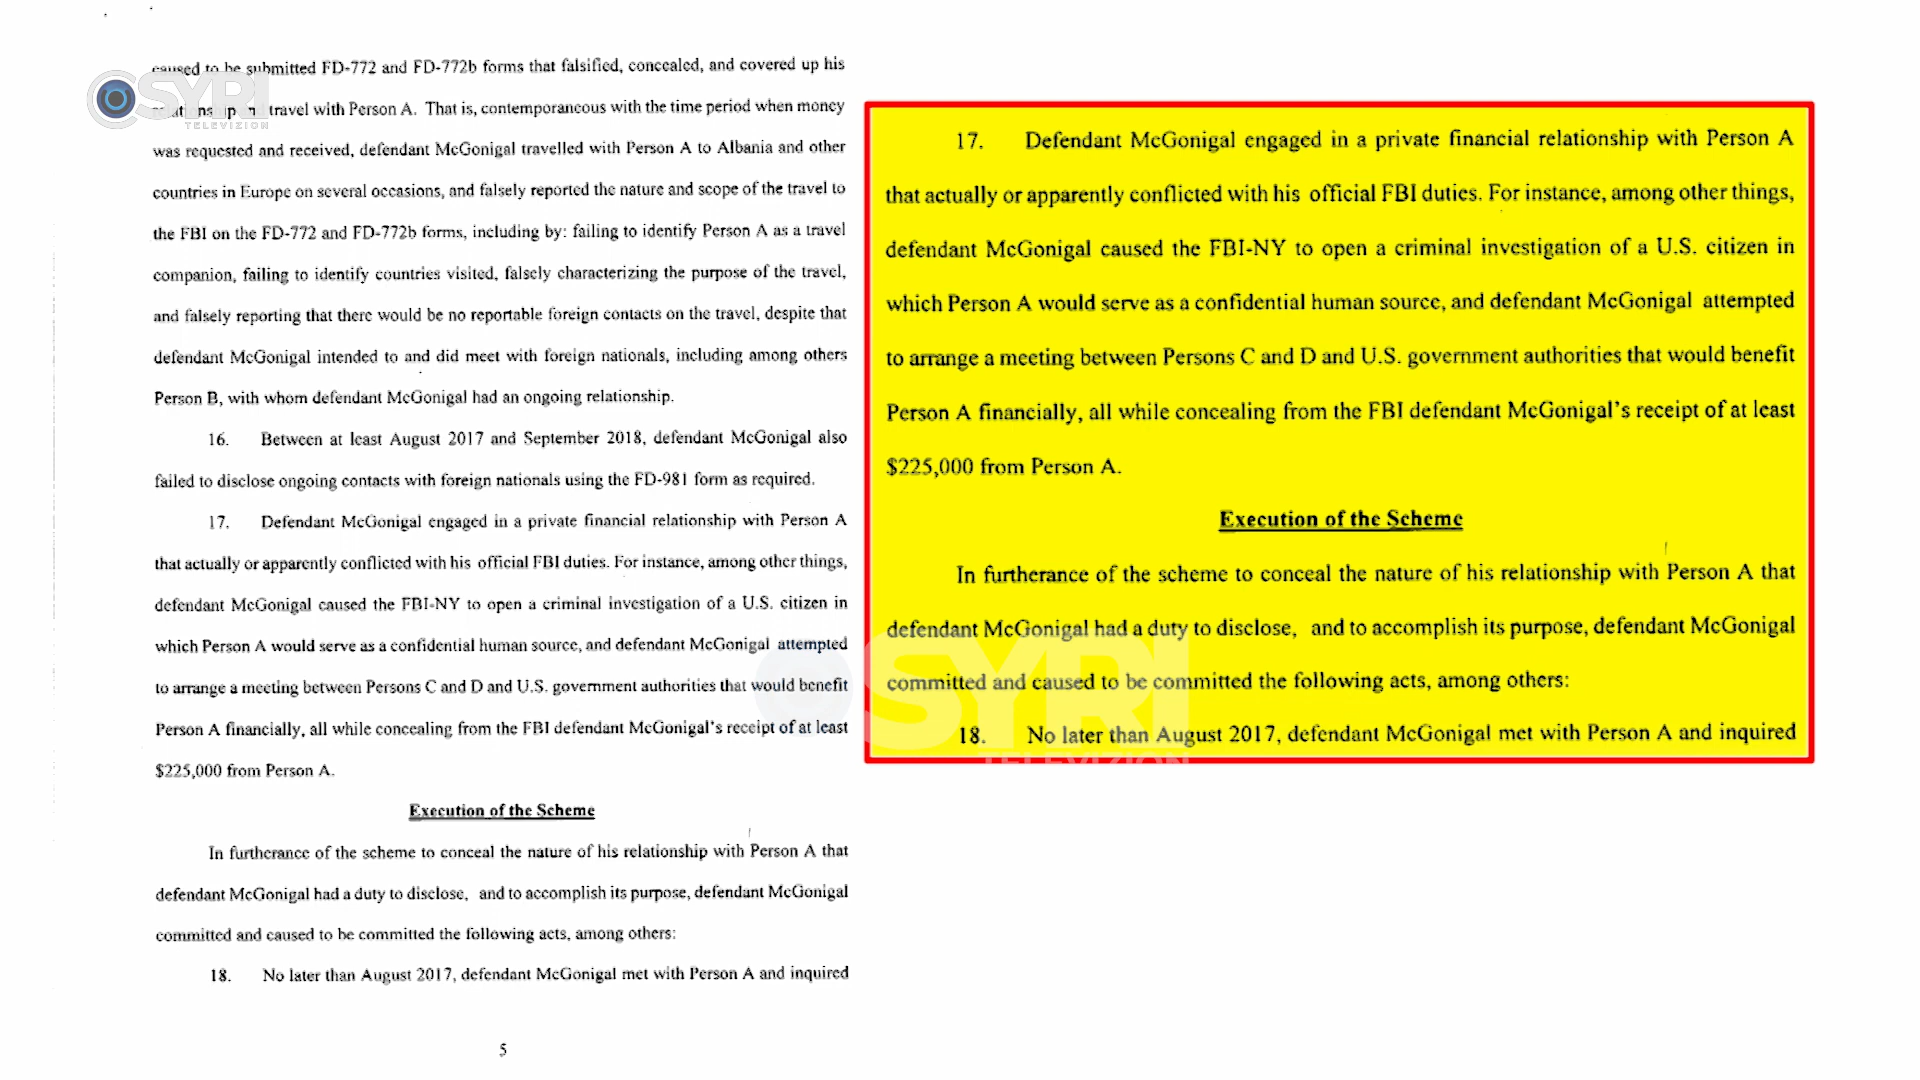 caused to be submitted FD-772 and FD-772b forms that falsified, concealed, and covered up his
travel with Person A. That is, contemporaneous with the time period when money
was requested and received, defendant McGonigal travelled with Person A to Albania and other
countries in Europe on several occasions, and falsely reported the nature and scope of the travel to
the FBI on the FD-772 and FD-772b forms, including by: failing to identify Person A as a travel
companion, failing to identify countries visited, falsely characterizing the purpose of the travel,
and falsely reporting that there would be no reportable foreign contacts on the travel, despite that
defendant McGonigal intended to and did meet with foreign nationals, including among others
Person B, with whom defendant McGonigal had an ongoing relationship.
16. Between at least August 2017 and September 2018, defendant McGonigal also
failed to disclose ongoing contacts with foreign nationals using the FD-981 form as required.
17. Defendant McGonigal engaged in a private financial relationship with Person A
that actually or apparently conflicted with his official FBI duties. For instance, among other things,
defendant McGonigal caused the FBI-NY to open a criminal investigation of a U.S. citizen in
which Person A would serve as a confidential human source, and defendant McGonigal attempted
to arrange a meeting between Persons C and D and U.S. government authorities that would benefit
Person A financially, all while concealing from the FBI defendant McGonigal's receipt of at least
$225,000 from Person A.
Execution of the Scheme
In furtherance of the scheme to conceal the nature of his relationship with Person A that
defendant McGonigal had a duty to disclose, and to accomplish its purpose, defendant McGonigal
committed and caused to be committed the following acts, among others:
18. No later than August 2017, defendant McGonigal met with Person A and inquired
5
SYRI
TELEVIZION
17. Defendant McGonigal engaged in a private financial relationship with Person A
that actually or apparently conflicted with his official FBI duties. For instance, among other things,
defendant McGonigal caused the FBI-NY to open a criminal investigation of a U.S. citizen in
which Person A would serve as a confidential human source, and defendant McGonigal attempted
to arrange a meeting between Persons C and D and U.S. government authorities that would benefit
Person A financially, all while concealing from the FBI defendant McGonigal's receipt of at least
$225,000 from Person A.
Execution of the Scheme
In furtherance of the scheme to conceal the nature of his relationship with Person A that
defendant McGonigal had a duty to disclose, and to accomplish its purpose, defendant McGonigal
committed and caused to be committed the following acts, among others:
18. No later than August 2017, defendant McGonigal met with Person A and inquired
SYRI
TELEVIZION